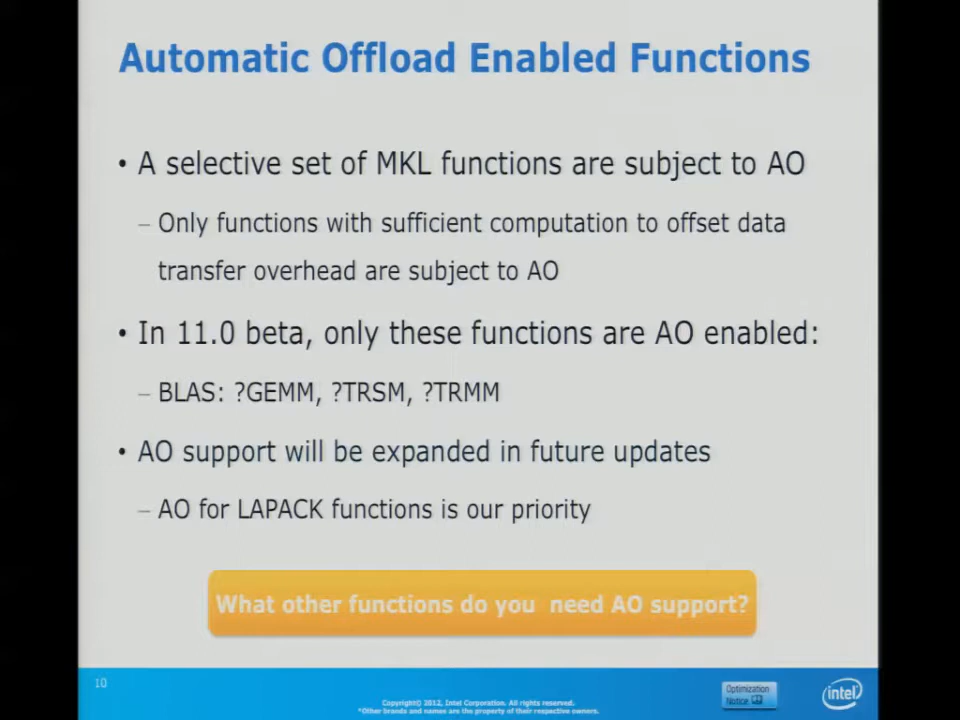 Automatic Offload Enabled Functions
• A selective set of MKL functions are subject to AO
– Only functions with sufficient computation to offset data
transfer overhead are subject to AO
• In 11.0 beta, only these functions are AO enabled:
– BLAS: ?GEMM, ?TRSM, ?TRMM
• AO support will be expanded in future updates
– AO for LAPACK functions is our priority
What other functions do you need AO support?
10
Copyright© 2012, Intel Corporation. All rights reserved.
*Other brands and names are the property of their respective owners.
Optimization
Notice
intel